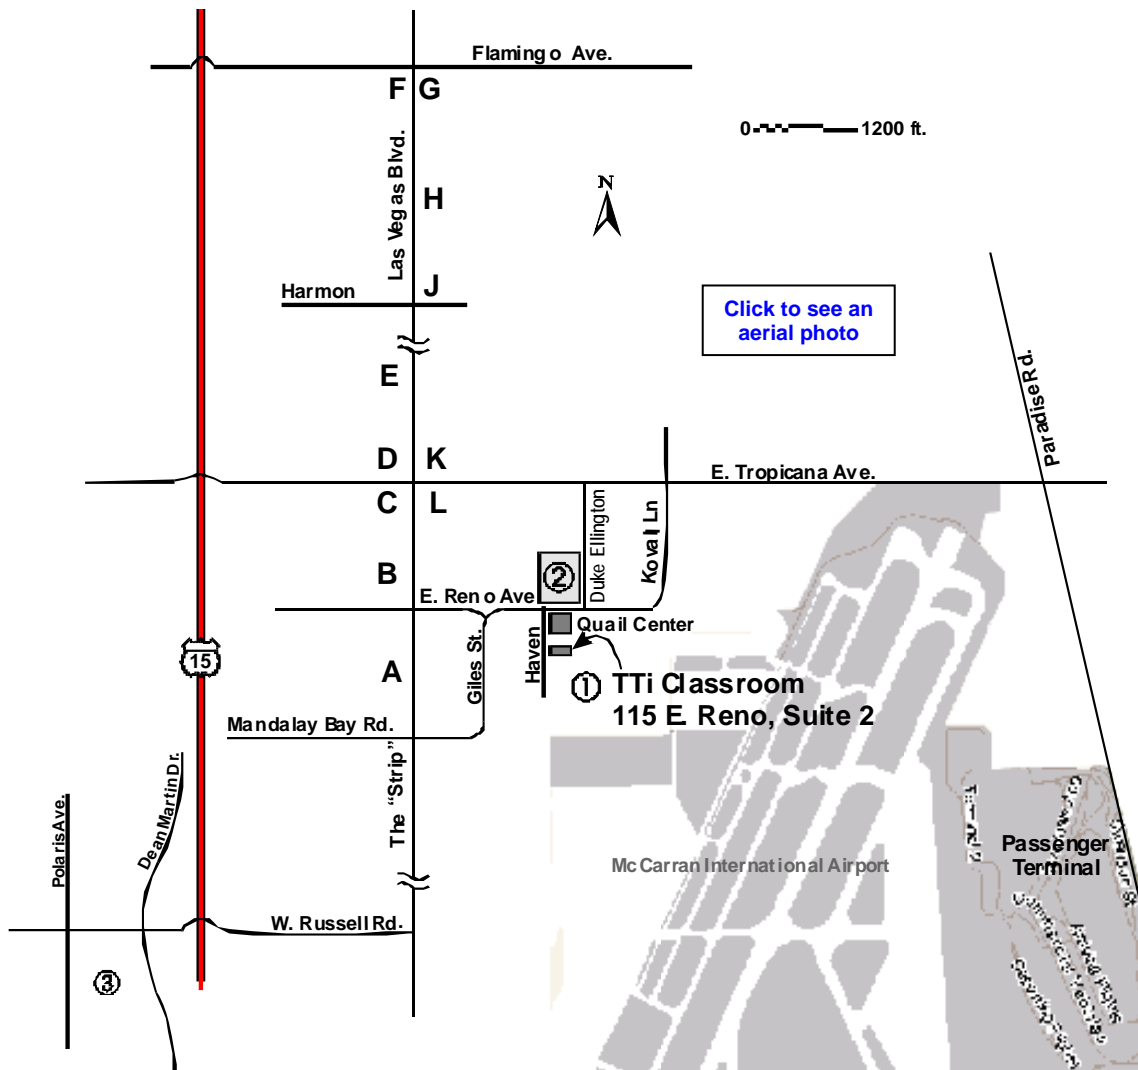 Flamingo Ave.
F G
0 1200 ft.
Las Vegas Blvd.
N
H
J
Harmon
Click to see an
aerial photo
E
Paradise Rd.
D K
E. Tropicana Ave.
C L
Duke Ellington
Koval Ln
B
2
E. Reno Ave
Quail Center
15
Giles St.
Haven
A
1 TTi Classroom
115 E. Reno, Suite 2
Mandalay Bay Rd.
The "Strip"
Dean Martin Dr.
Polaris Ave.
McCarran International Airport
Passenger
Terminal
W. Russell Rd.
3